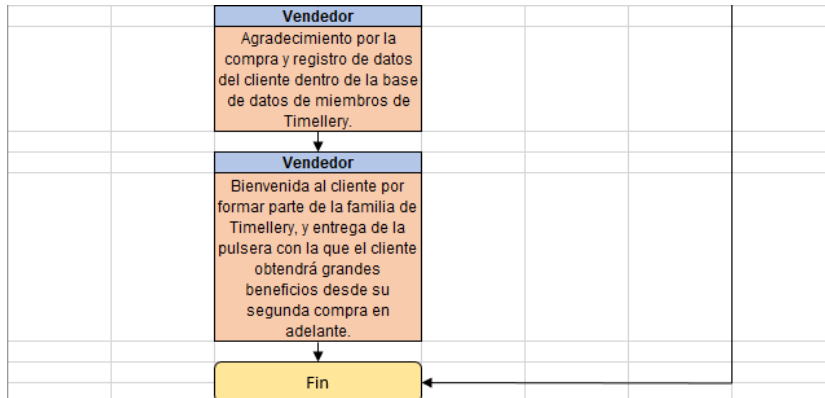 Vendedor
Agradecimiento por la
compra y registro de datos
del cliente dentro de la base
de datos de miembros de
Timellery.
Vendedor
Bienvenida al cliente por
formar parte de la familia de
Timellery, y entrega de la
pulsera con la que el cliente
obtendrá grandes
beneficios desde su
segunda compra en
adelante.
Fin